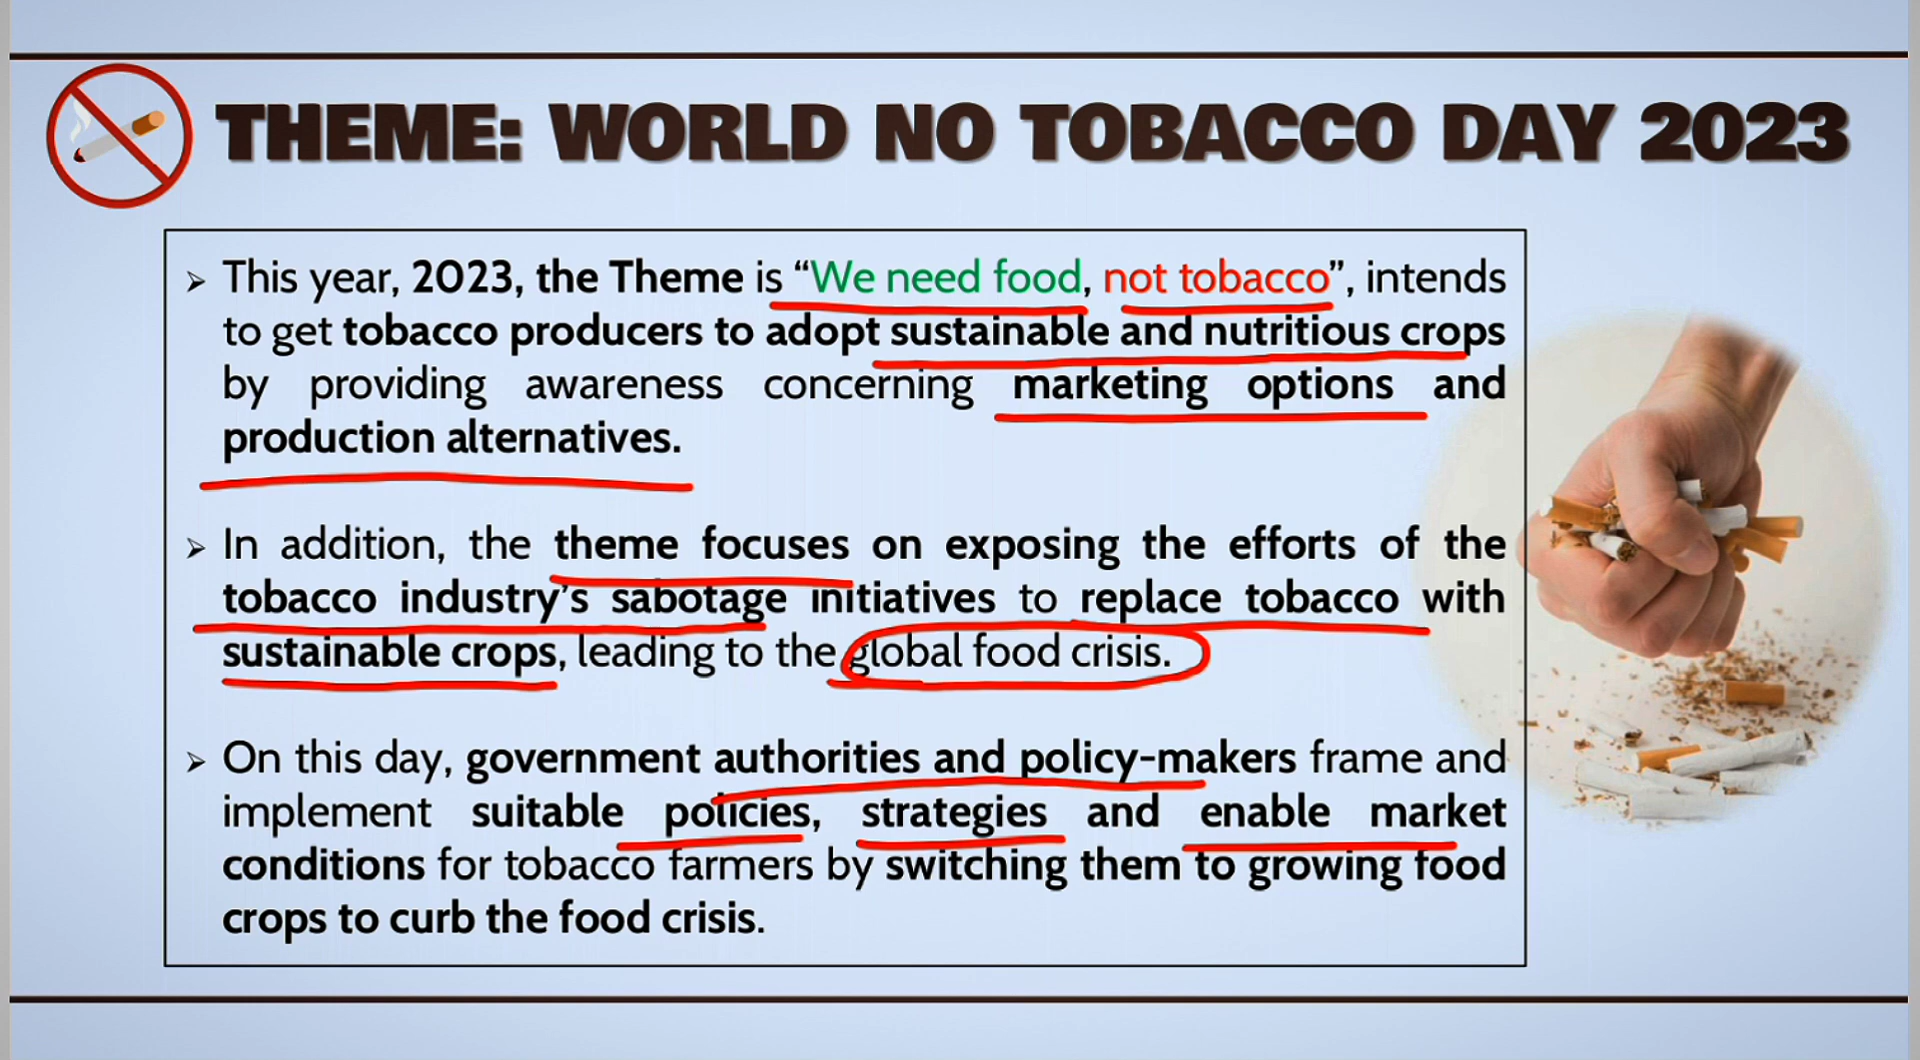 THEME: WORLD NO TOBACCO DAY 2023
➢ This year, 2023, the Theme is “We need food, not tobacco”, intends
to get tobacco producers to adopt sustainable and nutritious crops
by providing awareness concerning marketing options and
production alternatives.
➢ In addition, the theme focuses on exposing the efforts of the
tobacco industry’s sabotage initiatives to replace tobacco with
sustainable crops, leading to the global food crisis.
➢ On this day, government authorities and policy-makers frame and
implement suitable policies, strategies and enable market
conditions for tobacco farmers by switching them to growing food
crops to curb the food crisis.